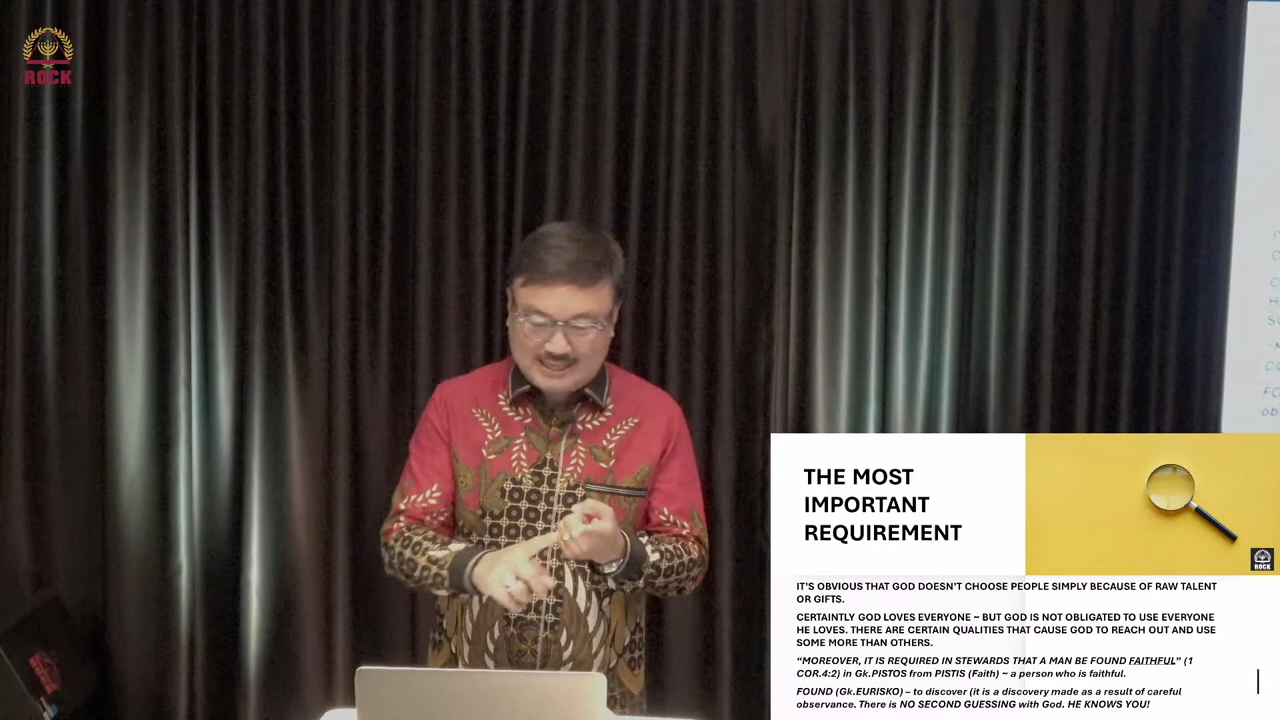 ROCK
THE MOST
IMPORTANT
REQUIREMENT
ROCK
IT'S OBVIOUS THAT GOD DOESN'T CHOOSE PEOPLE SIMPLY BECAUSE OF RAW TALENT
OR GIFTS.
CERTAINTLY GOD LOVES EVERYONE ~ BUT GOD IS NOT OBLIGATED TO USE EVERYONE
HE LOVES. THERE ARE CERTAIN QUALITIES THAT CAUSE GOD TO REACH OUT AND USE
SOME MORE THAN OTHERS.
"MOREOVER, IT IS REQUIRED IN STEWARDS THAT A MAN BE FOUND FAITHFUL" (1
COR.4:2) in Gk.PISTOS from PISTIS (Faith) ~ a person who is faithful.
FOUND (Gk.EURISKO) – to discover (it is a discovery made as a result of careful
observance. There is NO SECOND GUESSING with God. HE KNOWS YOU!